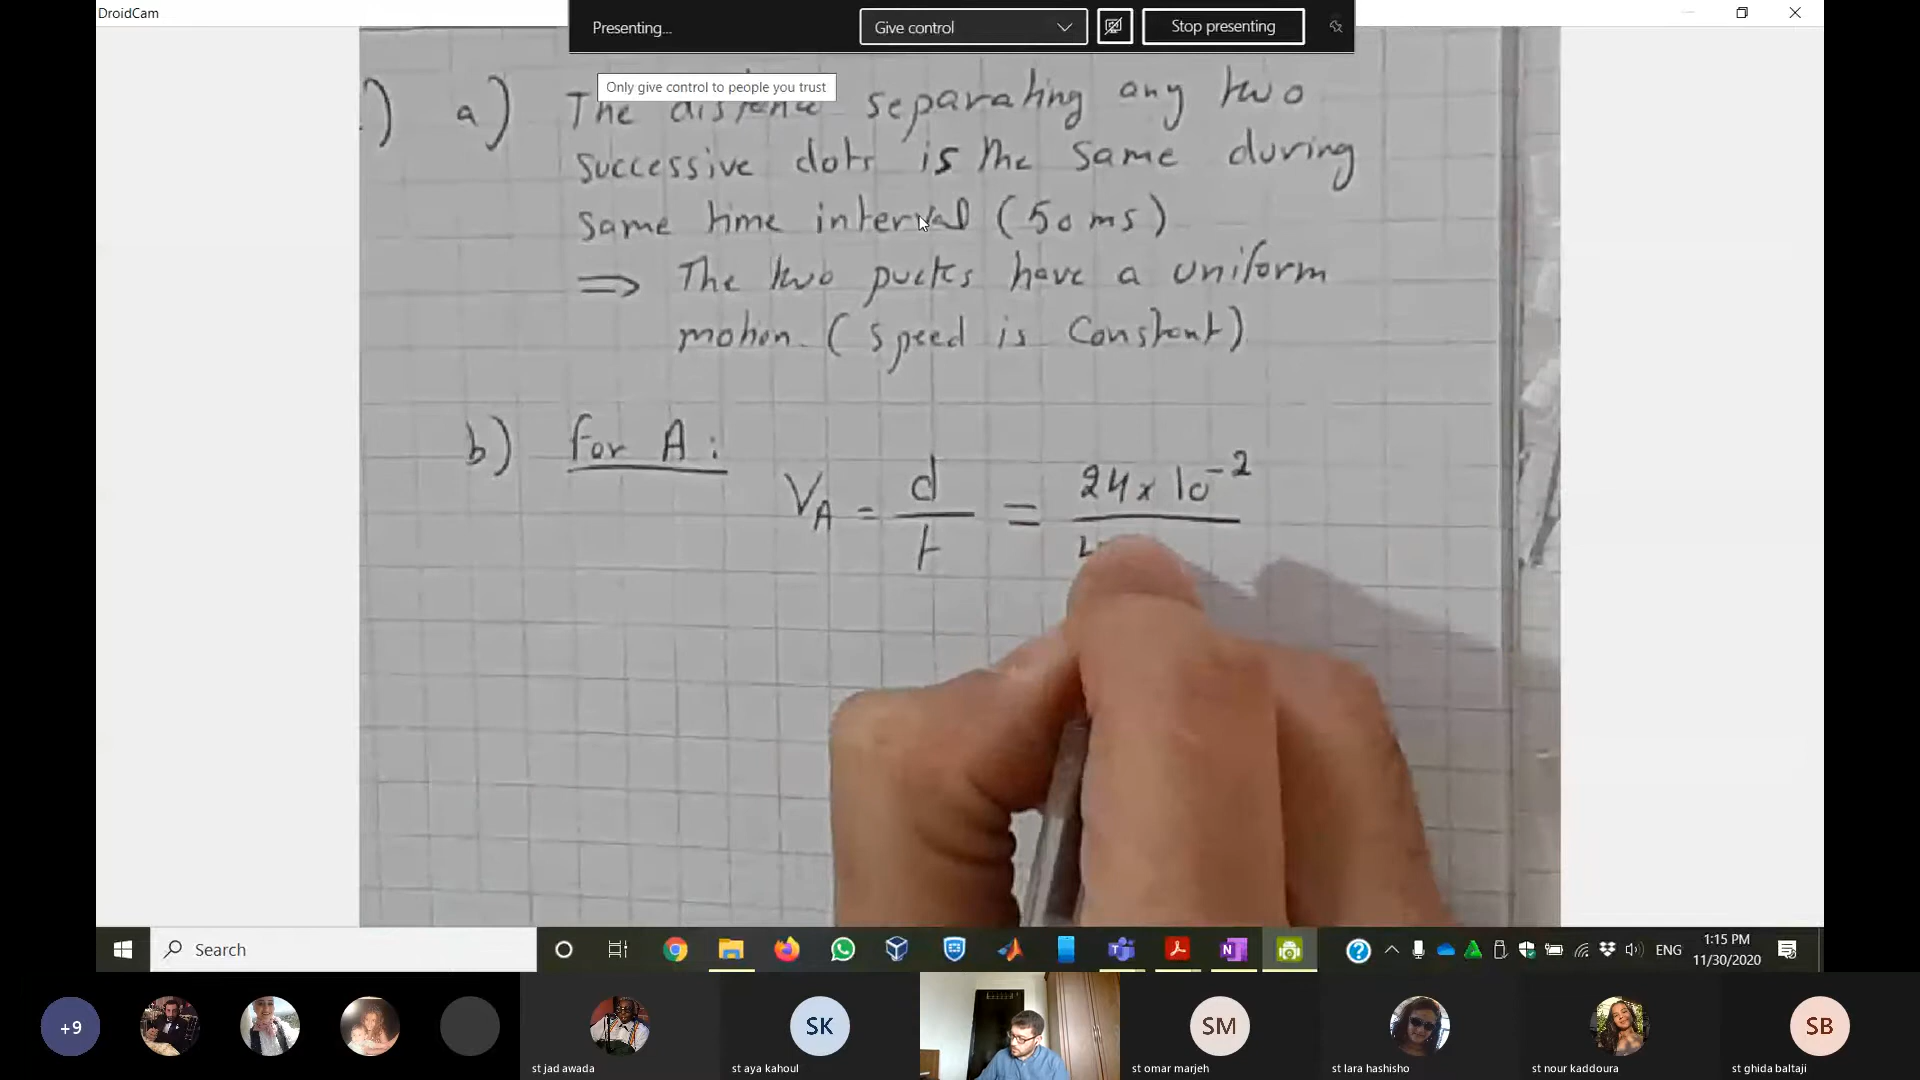 DroidCam
Presenting...
Give control
Stop presenting
Only give control to people you trust
) a) The distance separating any two
successive dots is the same during
same time interval (50 ms)
⇒ The two pucks have a uniform
motion. (speed is constant)
b) for A:
V_A = d/t = 24 × 10^-2
4
Search
ENG
1:15 PM
11/30/2020
+9
SK
SM
SB
st jad awada
st aya kahoul
st omar marjeh
st lara hashisho
st nour kaddoura
st ghida baltaji